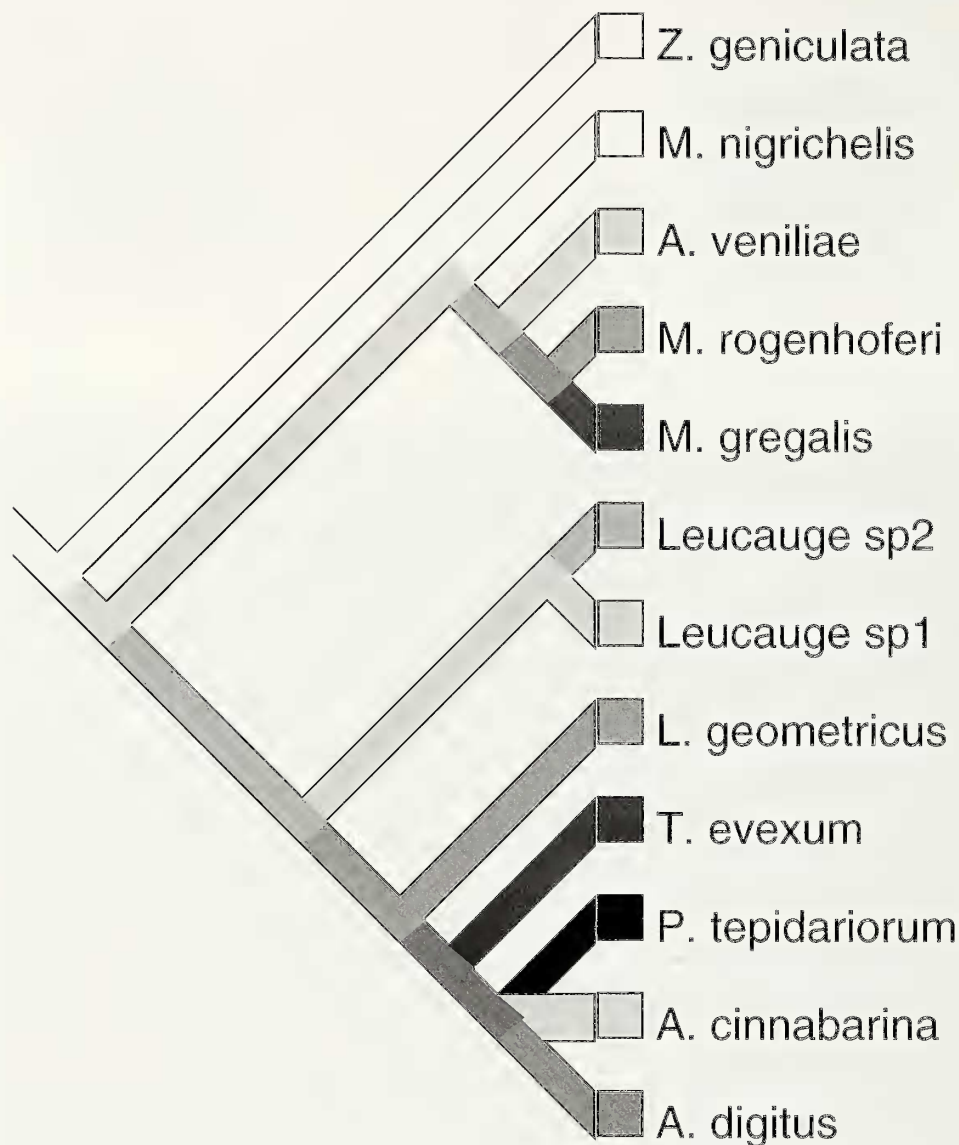 Z. geniculata
M. nigrichelis
A. veniliae
M. rogenhoferi
M. gregalis
Leucauge sp2
Leucauge sp1
L. geometricus
T. evexum
P. tepidariorum
A. cinnabarina
A. digitus